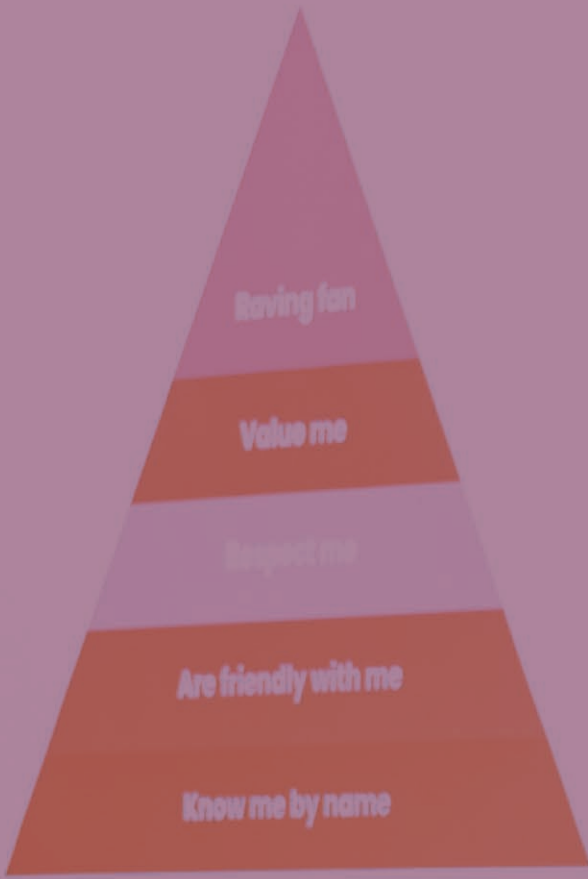 Raving fan
Value me
Respect me
Are friendly with me
Know me by name